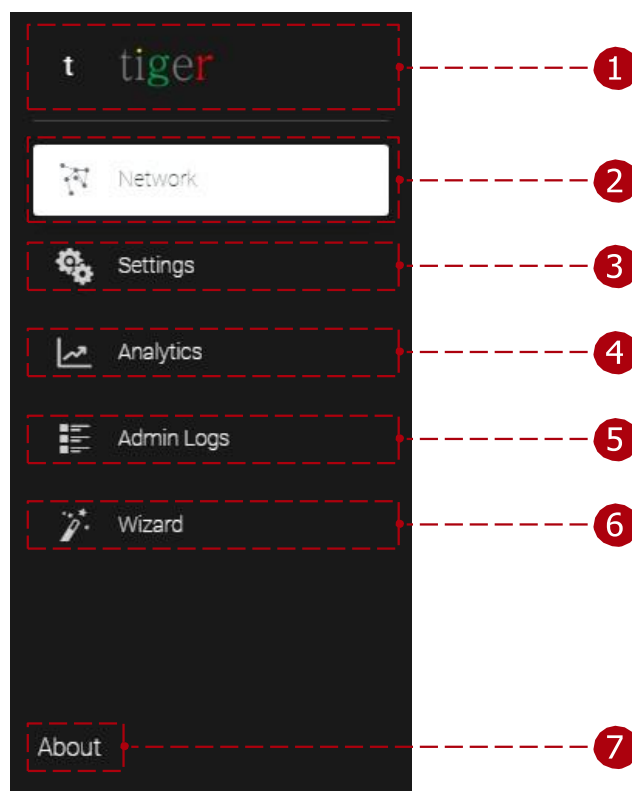 t tiger 1
Network 2
Settings 3
Analytics 4
Admin Logs 5
Wizard 6
About 7